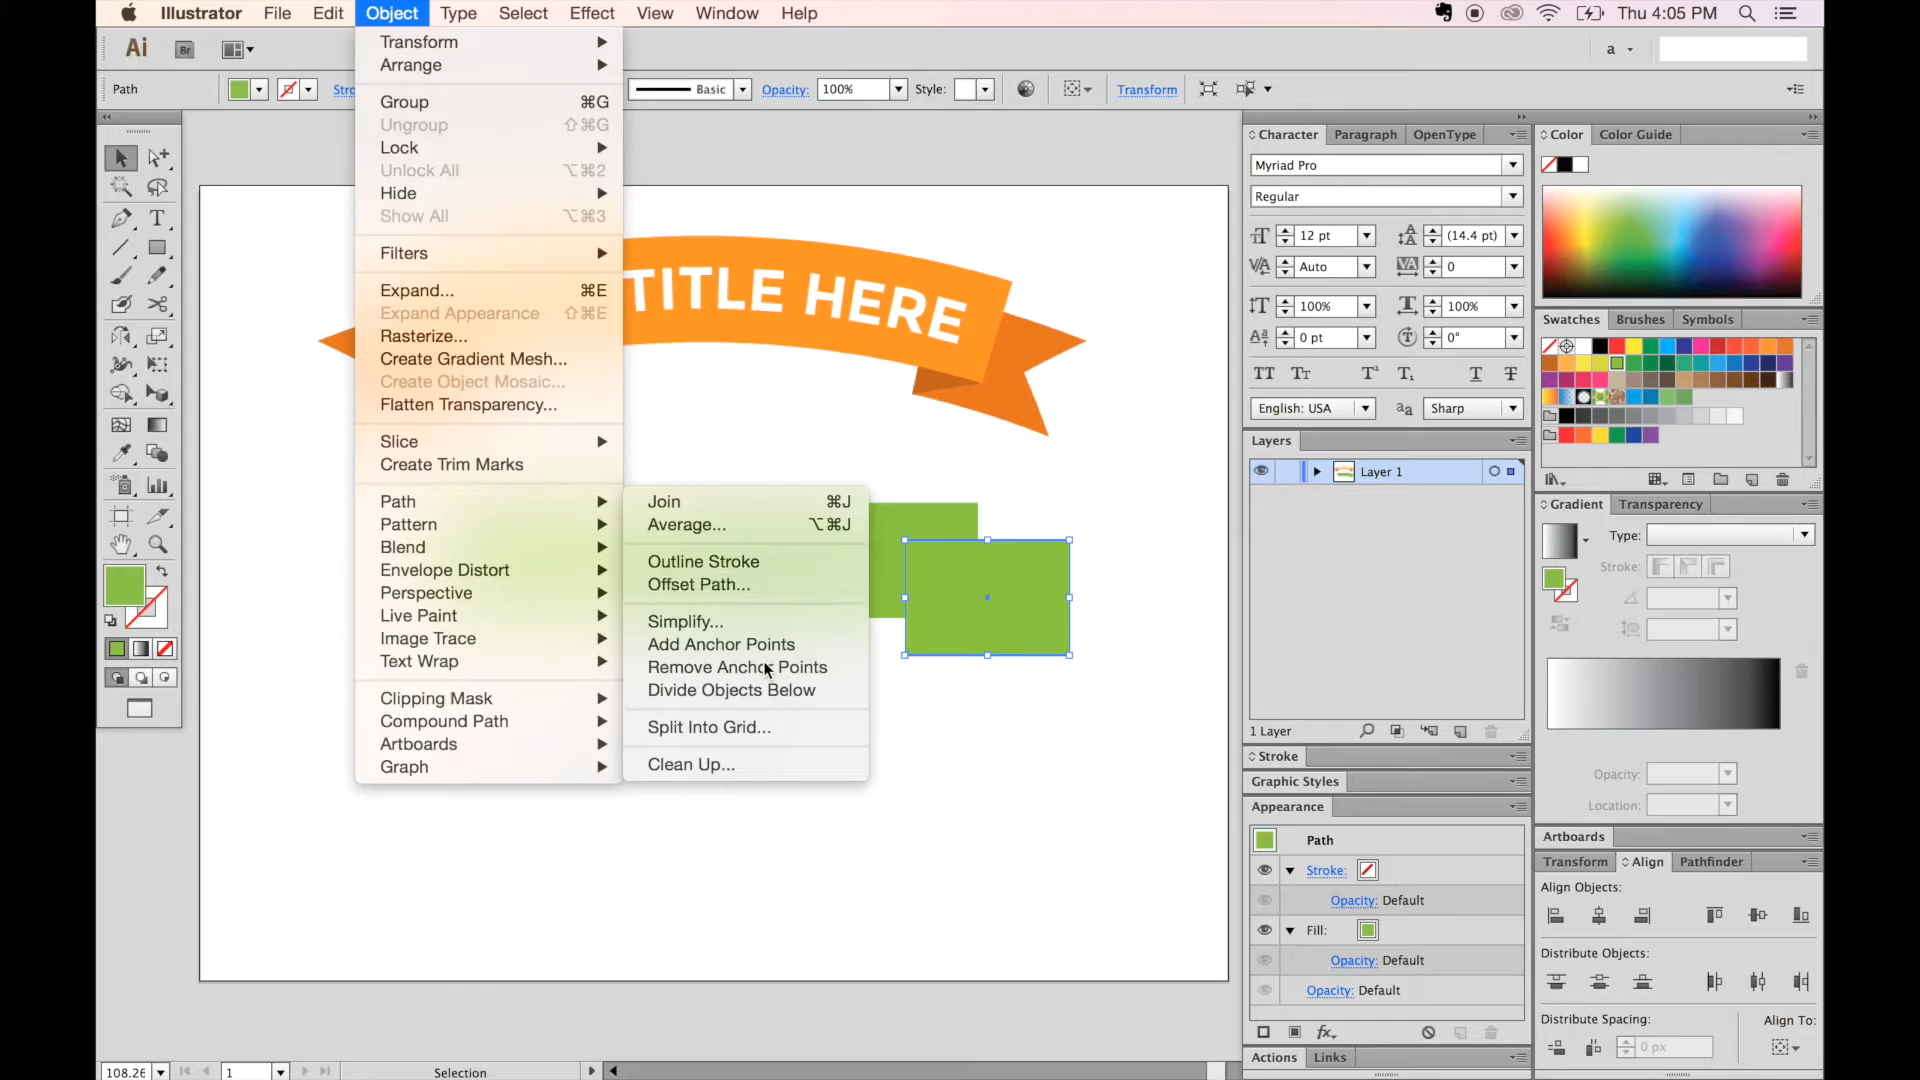 Illustrator File Edit Object Type Select Effect View Window Help Thu 4:05 PM
Ai Br a
Path Stro Basic Opacity: 100% Style: Transform
Transform
Arrange
Group ⌘G
Ungroup ⇧⌘G
Lock
Unlock All ⌥⌘2
Hide
Show All ⌥⌘3
Filters
Expand... ⌘E
Expand Appearance ⇧⌘E
Rasterize...
Create Gradient Mesh...
Create Object Mosaic...
Flatten Transparency...
Slice
Create Trim Marks
Path
Pattern
Blend
Envelope Distort
Perspective
Live Paint
Image Trace
Text Wrap
Clipping Mask
Compound Path
Artboards
Graph
Join ⌘J
Average... ⌥⌘J
Outline Stroke
Offset Path...
Simplify...
Add Anchor Points
Remove Anchor Points
Divide Objects Below
Split Into Grid...
Clean Up...
TITLE HERE
108.26 1 Selection
Character Paragraph OpenType
Myriad Pro
Regular
12 pt (14.4 pt)
Auto 0
100% 100%
0 pt 0°
English: USA Sharp
Layers
Layer 1
1 Layer
Stroke
Graphic Styles
Appearance
Path
Stroke:
Opacity: Default
Fill:
Opacity: Default
Opacity: Default
fx
Actions Links
Color Color Guide
Swatches Brushes Symbols
Gradient Transparency
Type:
Stroke:
Opacity:
Location:
Artboards
Transform Align Pathfinder
Align Objects:
Distribute Objects:
Distribute Spacing: Align To:
0 px